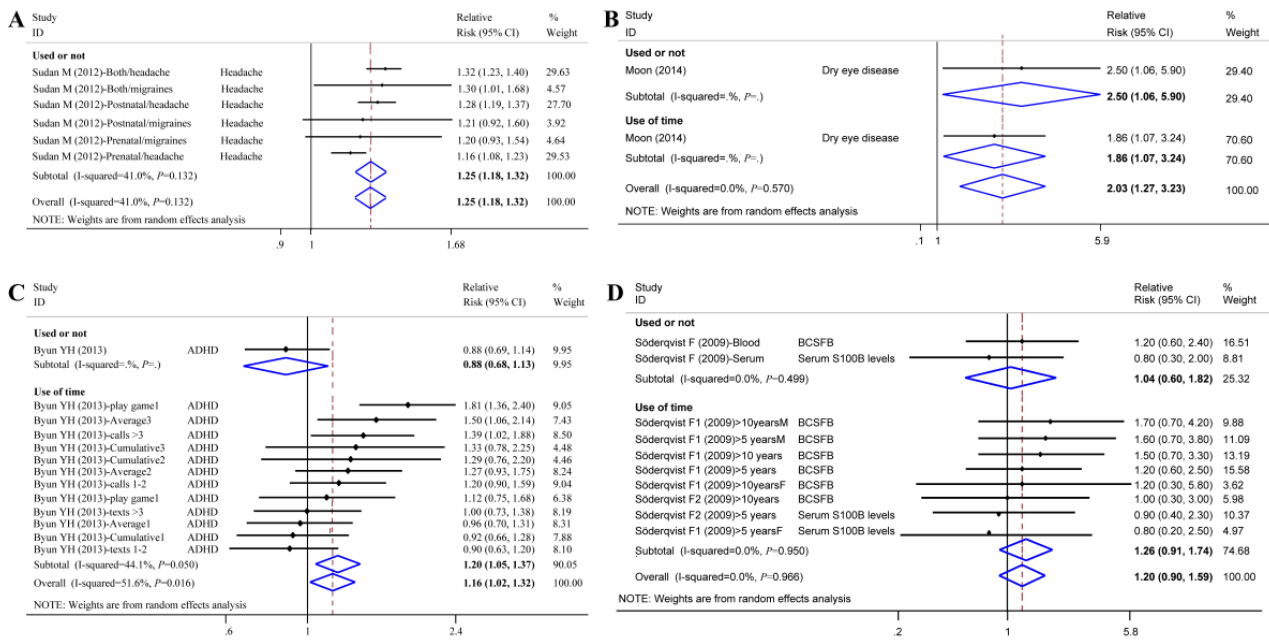 A
Study Relative %
ID Risk (95% CI) Weight
Used or not
Sudan M (2012)-Both/headache Headache 1.32 (1.23, 1.40) 29.63
Sudan M (2012)-Both/migraines Headache 1.30 (1.01, 1.68) 4.57
Sudan M (2012)-Postnatal/headache Headache 1.28 (1.19, 1.37) 27.70
Sudan M (2012)-Postnatal/migraines Headache 1.21 (0.92, 1.60) 3.92
Sudan M (2012)-Prenatal/migraines Headache 1.20 (0.93, 1.54) 4.64
Sudan M (2012)-Prenatal/headache Headache 1.16 (1.08, 1.23) 29.53
Subtotal (I-squared=41.0%, P=0.132) 1.25 (1.18, 1.32) 100.00
Overall (I-squared=41.0%, P=0.132) 1.25 (1.18, 1.32) 100.00
NOTE: Weights are from random effects analysis
.9 1 1.68
B
Study Relative %
ID Risk (95% CI) Weight
Used or not
Moon (2014) Dry eye disease 2.50 (1.06, 5.90) 29.40
Subtotal (I-squared=.%, P=.) 2.50 (1.06, 5.90) 29.40
Use of time
Moon (2014) Dry eye disease 1.86 (1.07, 3.24) 70.60
Subtotal (I-squared=.%, P=.) 1.86 (1.07, 3.24) 70.60
Overall (I-squared=0.0%, P=0.570) 2.03 (1.27, 3.23) 100.00
NOTE: Weights are from random effects analysis
.1 1 5.9
C
Study Relative %
ID Risk (95% CI) Weight
Used or not
Byun YH (2013) ADHD 0.88 (0.69, 1.14) 9.95
Subtotal (I-squared=.%, P=.) 0.88 (0.68, 1.13) 9.95
Use of time
Byun YH (2013)-play game1 ADHD 1.81 (1.36, 2.40) 9.05
Byun YH (2013)-Average3 ADHD 1.50 (1.06, 2.14) 7.43
Byun YH (2013)-calls >3 ADHD 1.39 (1.02, 1.88) 8.50
Byun YH (2013)-Cumulative3 ADHD 1.33 (0.78, 2.25) 4.48
Byun YH (2013)-Cumulative2 ADHD 1.29 (0.76, 2.20) 4.46
Byun YH (2013)-Average2 ADHD 1.27 (0.93, 1.75) 8.24
Byun YH (2013)-calls 1-2 ADHD 1.20 (0.90, 1.59) 9.04
Byun YH (2013)-play game1 ADHD 1.12 (0.75, 1.68) 6.38
Byun YH (2013)-texts >3 ADHD 1.00 (0.73, 1.38) 8.19
Byun YH (2013)-Average1 ADHD 0.96 (0.70, 1.31) 8.31
Byun YH (2013)-Cumulative1 ADHD 0.92 (0.66, 1.28) 7.88
Byun YH (2013)-texts 1-2 ADHD 0.90 (0.63, 1.20) 8.10
Subtotal (I-squared=44.1%, P=0.050) 1.20 (1.05, 1.37) 90.05
Overall (I-squared=51.6%, P=0.016) 1.16 (1.02, 1.32) 100.00
NOTE: Weights are from random effects analysis
.6 1 2.4
D
Study Relative %
ID Risk (95% CI) Weight
Used or not
Söderqvist F (2009)-Blood BCSFB 1.20 (0.60, 2.40) 16.51
Söderqvist F (2009)-Serum Serum S100B levels 0.80 (0.30, 2.00) 8.81
Subtotal (I-squared=0.0%, P=0.499) 1.04 (0.60, 1.82) 25.32
Use of time
Söderqvist F1 (2009)>10yearsM BCSFB 1.70 (0.70, 4.20) 9.88
Söderqvist F1 (2009)>5 yearsM BCSFB 1.60 (0.70, 3.80) 11.09
Söderqvist F1 (2009)>10 years BCSFB 1.50 (0.70, 3.30) 13.19
Söderqvist F1 (2009)>5 years BCSFB 1.20 (0.60, 2.50) 15.58
Söderqvist F1 (2009)>10yearsF BCSFB 1.20 (0.30, 5.80) 3.62
Söderqvist F2 (2009)>10years BCSFB 1.00 (0.30, 3.00) 5.98
Söderqvist F2 (2009)>5 years Serum S100B levels 0.90 (0.40, 2.30) 10.37
Söderqvist F1 (2009)>5 yearsF Serum S100B levels 0.80 (0.20, 2.50) 4.97
Subtotal (I-squared=0.0%, P=0.950) 1.26 (0.91, 1.74) 74.68
Overall (I-squared=0.0%, P=0.966) 1.20 (0.90, 1.59) 100.00
NOTE: Weights are from random effects analysis
.2 1 5.8